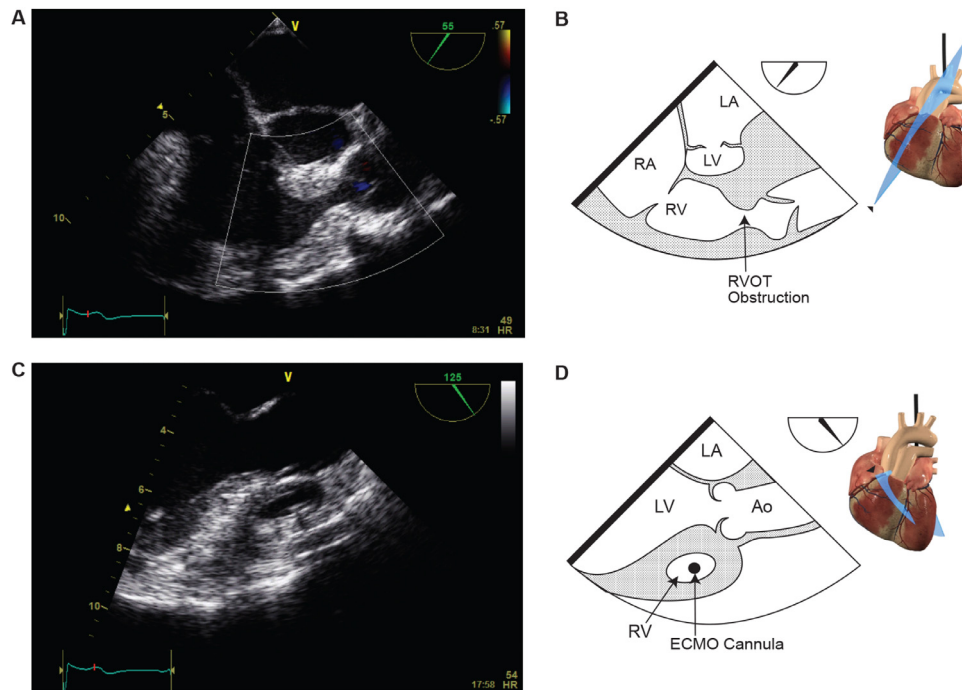 A
V
55
.57
-.57
5
10
49
8:31
HR
B
LA
LV
RA
RV
RVOT
Obstruction
C
V
125
4
6
8
10
54
17:58
HR
D
LA
LV
Ao
RV
ECMO Cannula